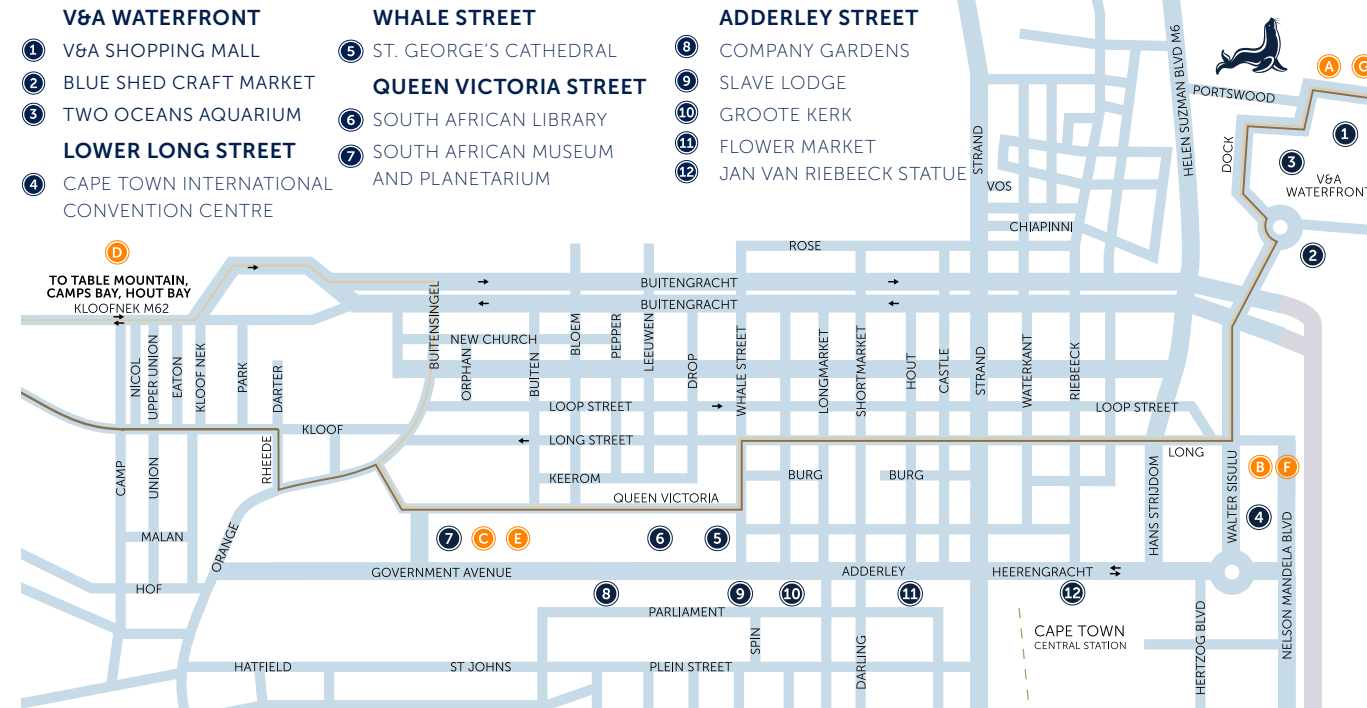 V&A WATERFRONT
1 V&A SHOPPING MALL
2 BLUE SHED CRAFT MARKET
3 TWO OCEANS AQUARIUM
LOWER LONG STREET
4 CAPE TOWN INTERNATIONAL
CONVENTION CENTRE
WHALE STREET
5 ST. GEORGE'S CATHEDRAL
QUEEN VICTORIA STREET
6 SOUTH AFRICAN LIBRARY
7 SOUTH AFRICAN MUSEUM
AND PLANETARIUM
ADDERLEY STREET
8 COMPANY GARDENS
9 SLAVE LODGE
10 GROOTE KERK
11 FLOWER MARKET
12 JAN VAN RIEBEECK STATUE
STRAND
HELEN SUZMAN BLVD M6
A
PORTSWOOD
DOCK
1
3
V&A
WATERFRONT
2
VOS
CHIAPINNI
ROSE
D
TO TABLE MOUNTAIN,
CAMPS BAY, HOUT BAY
KLOOFNEK M62
BUITENGRACHT
BUITENGRACHT
BUITENSINGEL
NEW CHURCH
NICOL
UPPER UNION
EATON
KLOOF NEK
PARK
DARTER
ORPHAN
BUITEN
BLOEM
PEPPER
LEEUWEN
DROP
WHALE STREET
LONGMARKET
SHORTMARKET
HOUT
CASTLE
STRAND
WATERKANT
RIEBEECK
LOOP STREET
LOOP STREET
KLOOF
LONG STREET
LONG
RHEEDE
CAMP
UNION
KEEROM
BURG
BURG
QUEEN VICTORIA
HANS STRIJDOM
WALTER SISULU
B
F
4
NELSON MANDELA BLVD
MALAN
ORANGE
HOF
7
C
E
6
5
GOVERNMENT AVENUE
ADDERLEY
HEERENGRACHT
8
9
10
11
12
PARLIAMENT
SPIN
DARLING
CAPE TOWN
CENTRAL STATION
HERTZOG BLVD
HATFIELD
ST JOHNS
PLEIN STREET